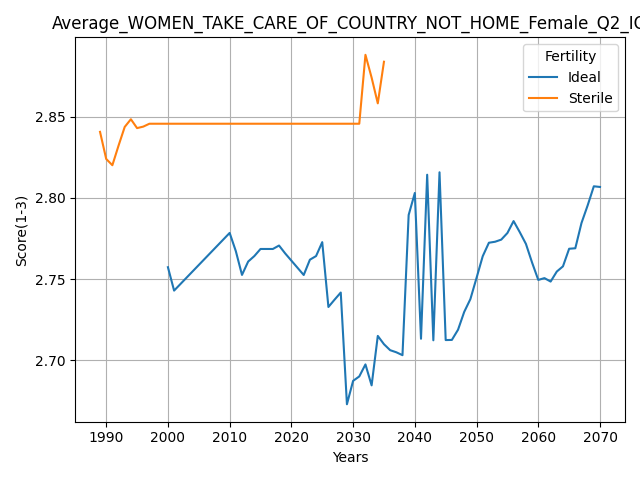 Average_WOMEN_TAKE_CARE_OF_COUNTRY_NOT_HOME_Female_Q2_IC
Fertility
Ideal
Sterile
Score(1-3)
2.85
2.80
2.75
2.70
1990 2000 2010 2020 2030 2040 2050 2060 2070
Years